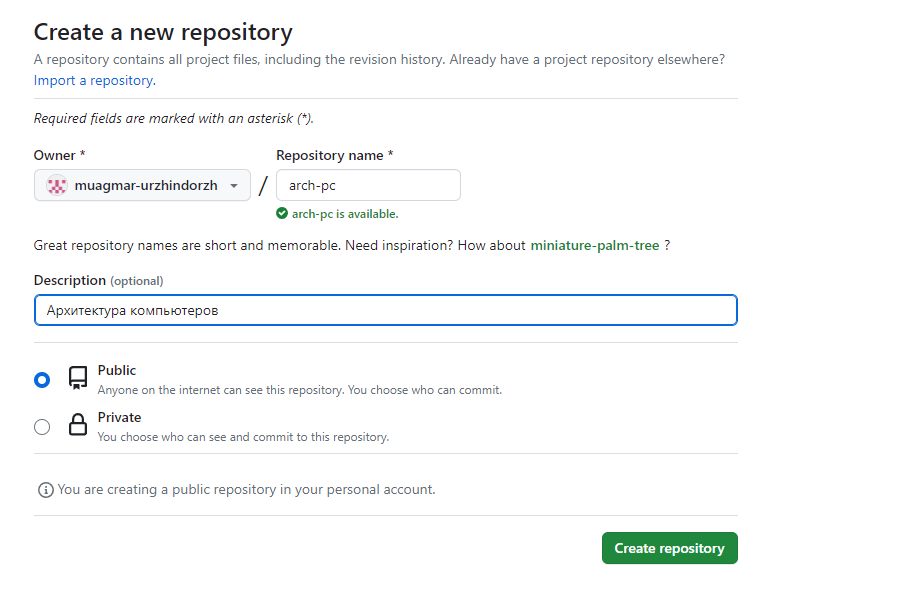 Create a new repository
A repository contains all project files, including the revision history. Already have a project repository elsewhere?
Import a repository.
Required fields are marked with an asterisk (*).
Owner * Repository name *
muagmar-urzhindorzh / arch-pc
arch-pc is available.
Great repository names are short and memorable. Need inspiration? How about miniature-palm-tree ?
Description (optional)
Архитектура компьютеров
Public
Anyone on the internet can see this repository. You choose who can commit.
Private
You choose who can see and commit to this repository.
You are creating a public repository in your personal account.
Create repository